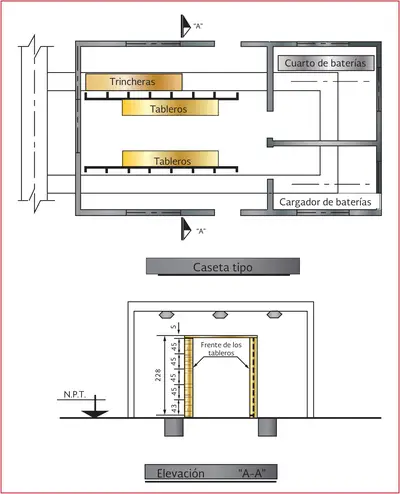 "A"
Cuarto de baterías
Trincheras
Tableros
Tableros
Cargador de baterías
"A"
Caseta tipo
Frente de los
tableros
5
45
45
45
45
43
228
N.P.T.
Elevación "A-A"